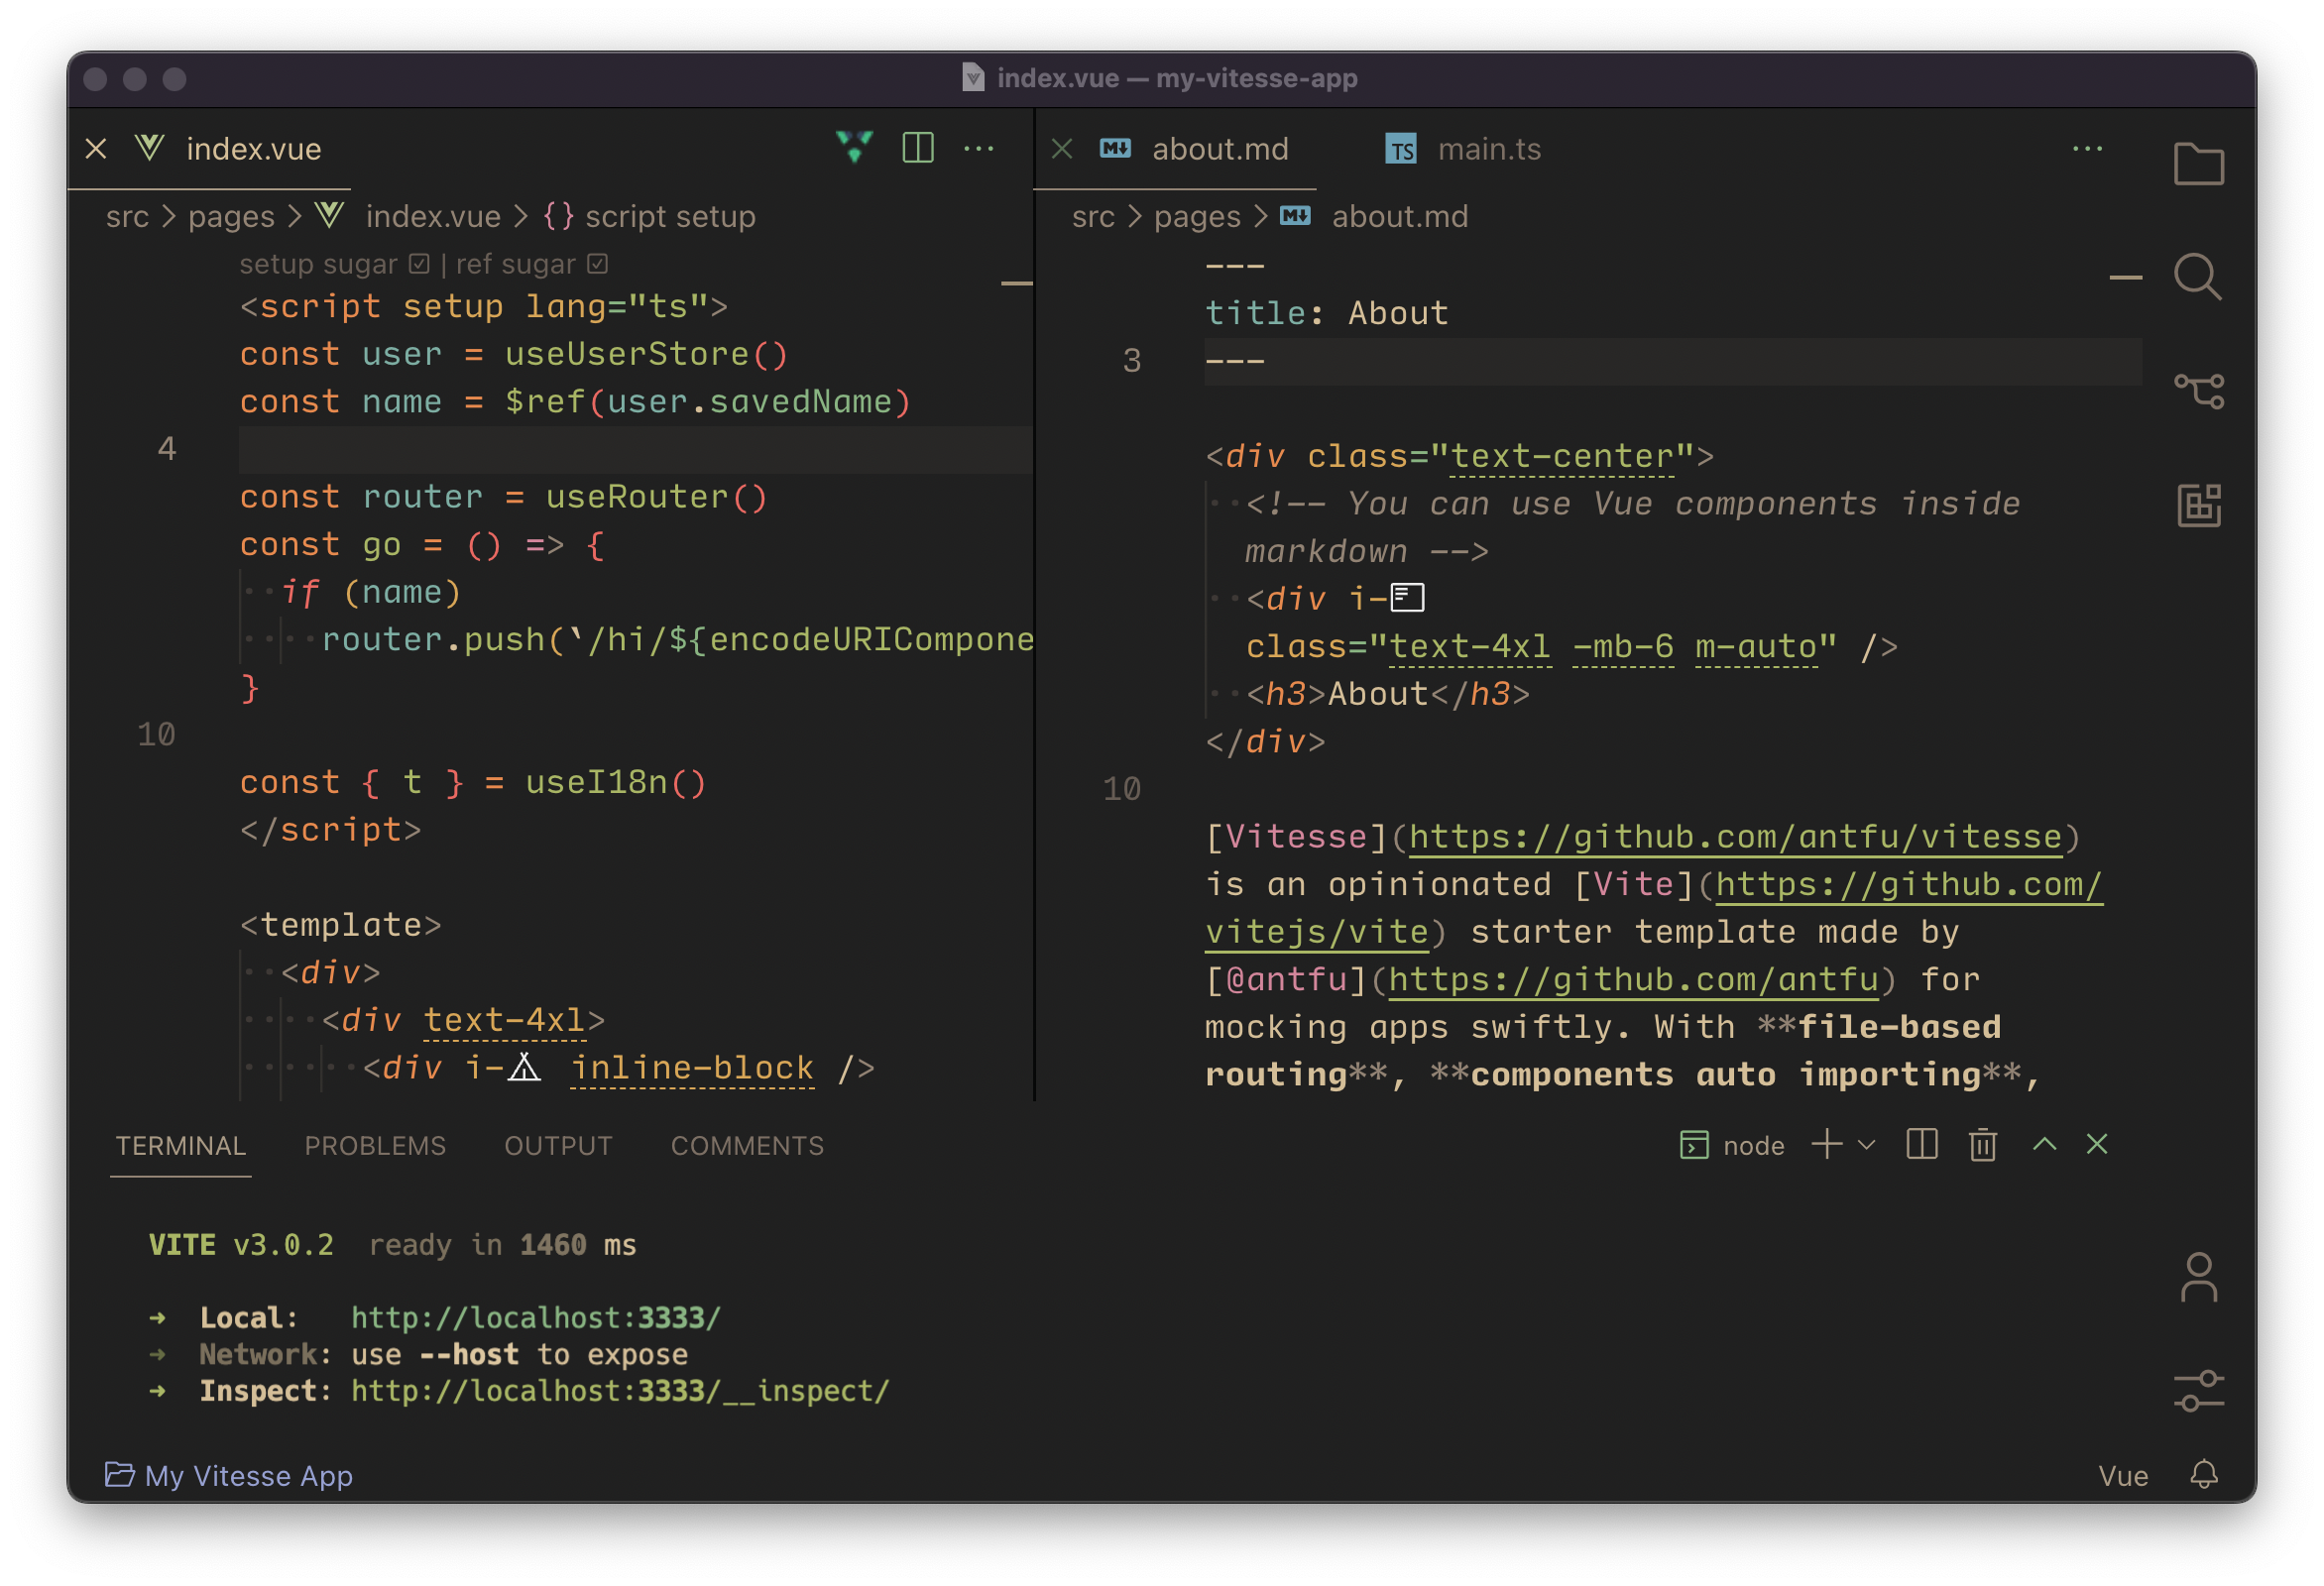 index.vue — my-vitesse-app
index.vue
src > pages > index.vue > {} script setup
setup sugar ☑ | ref sugar ☑
<script setup lang="ts">
const user = useUserStore()
const name = $ref(user.savedName)
4
const router = useRouter()
const go = () => {
if (name)
router.push(`/hi/${encodeURICompone
}
10
const { t } = useI18n()
</script>
<template>
<div>
<div text-4xl>
<div i- inline-block />
about.md
main.ts
src > pages > about.md
---
title: About
3 ---
<div class="text-center">
<!-- You can use Vue components inside
markdown -->
<div i-
class="text-4xl -mb-6 m-auto" />
<h3>About</h3>
</div>
10
[Vitesse](https://github.com/antfu/vitesse)
is an opinionated [Vite](https://github.com/
vitejs/vite) starter template made by
[@antfu](https://github.com/antfu) for
mocking apps swiftly. With **file-based
routing**, **components auto importing**,
TERMINAL PROBLEMS OUTPUT COMMENTS
node
VITE v3.0.2 ready in 1460 ms
➜ Local: http://localhost:3333/
➜ Network: use --host to expose
➜ Inspect: http://localhost:3333/__inspect/
My Vitesse App
Vue